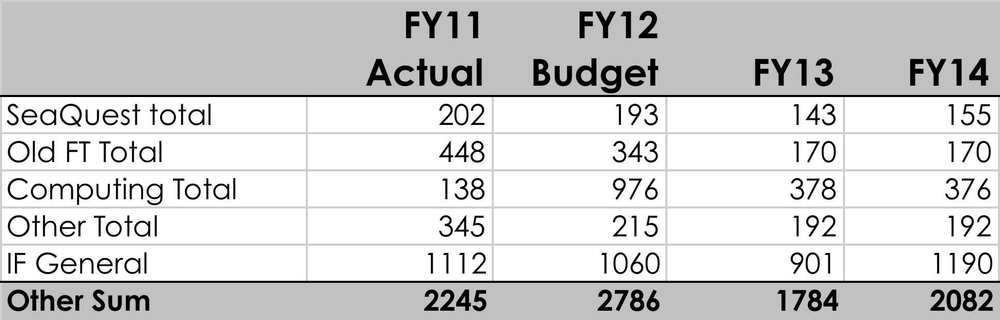 FY11 FY12
Actual Budget FY13 FY14
SeaQuest total 202 193 143 155
Old FT Total 448 343 170 170
Computing Total 138 976 378 376
Other Total 345 215 192 192
IF General 1112 1060 901 1190
Other Sum 2245 2786 1784 2082